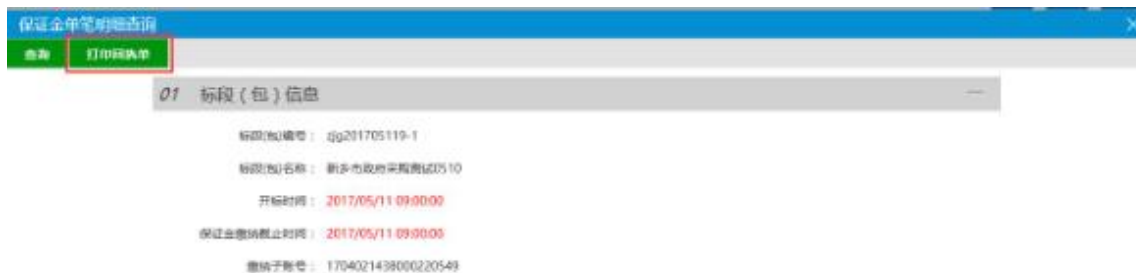 保证金单笔明细查询
查询 打印回执单
01 标段(包)信息
标段(包)编号: zjg201705119-1
标段(包)名称: 新乡市政府采购测试0510
开标时间: 2017/05/11 09:00:00
保证金缴纳截止时间: 2017/05/11 09:00:00
缴纳子账号: 1704021438000220549